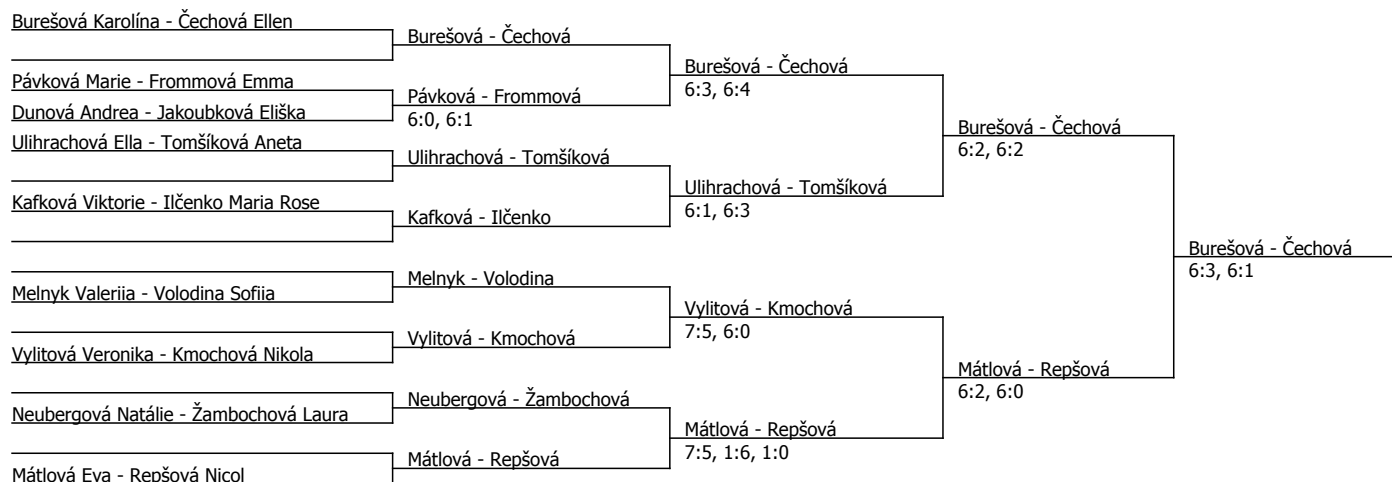 Burešová Karolína - Čechová Ellen
Burešová - Čechová
Burešová - Čechová
6:3, 6:4
Pávková Marie - Frommová Emma
Pávková - Frommová
6:0, 6:1
Dunová Andrea - Jakoubková Eliška
Burešová - Čechová
6:2, 6:2
Ulihrachová Ella - Tomšíková Aneta
Ulihrachová - Tomšíková
Ulihrachová - Tomšíková
6:1, 6:3
Kafková Viktorie - Ilčenko Maria Rose
Kafková - Ilčenko
Burešová - Čechová
6:3, 6:1
Melnyk - Volodina
Melnyk Valeriia - Volodina Sofiia
Vylitová - Kmochová
7:5, 6:0
Vylitová - Kmochová
Vylitová Veronika - Kmochová Nikola
Mátlová - Repšová
6:2, 6:0
Neubergová - Žambochová
Neubergová Natálie - Žambochová Laura
Mátlová - Repšová
7:5, 1:6, 1:0
Mátlová - Repšová
Mátlová Eva - Repšová Nicol